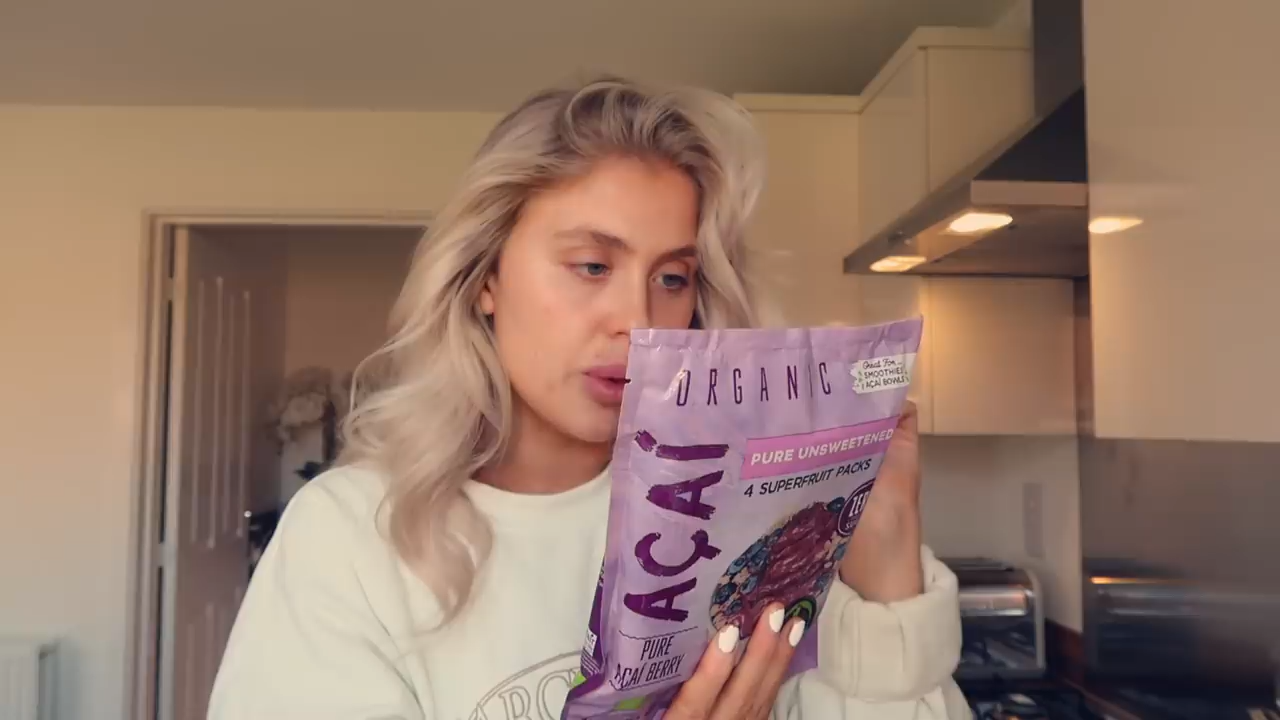 ORGANIC
Great For...
SMOOTHIES
AÇAÍ BOWLS
AÇAÍ
PURE UNSWEETENED
4 SUPERFRUIT PACKS
PURE
AÇAÍ BERRY